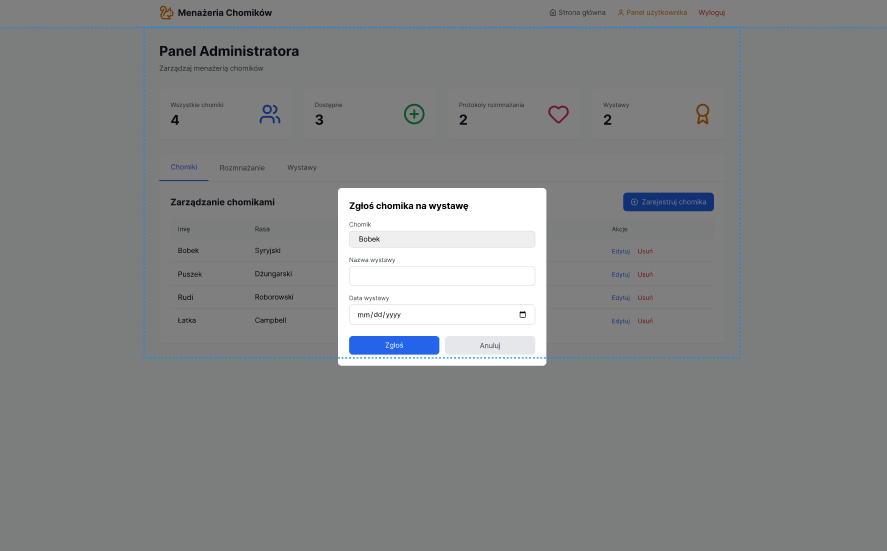 Menażeria Chomików
Strona główna
Panel użytkownika
Wyloguj
Panel Administratora
Zarządzaj menażerią chomików
Wszystkie chomiki
4
Dostępne
3
Protokoły rozmnażania
2
Wystawy
2
Chomiki
Rozmnażanie
Wystawy
Zarządzanie chomikami
Zarejestruj chomika
Imię Rasa Akcje
Bobek Syryjski Edytuj Usuń
Puszek Dżungarski Edytuj Usuń
Rudi Roborowski Edytuj Usuń
Łatka Campbell Edytuj Usuń
Zgłoś chomika na wystawę
Chomik
Bobek
Nazwa wystawy
Data wystawy
mm/dd/yyyy
Zgłoś
Anuluj